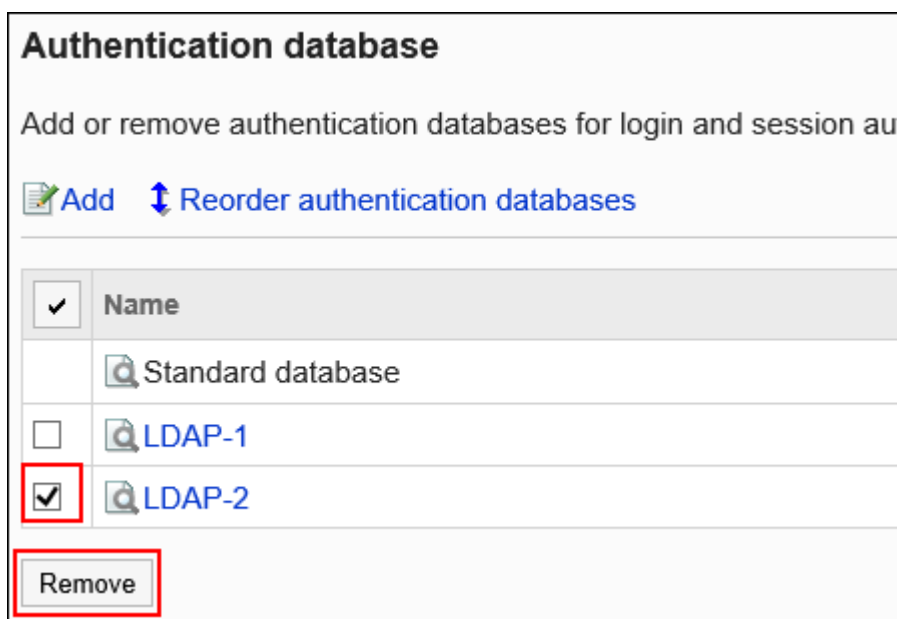 Authentication database
Add or remove authentication databases for login and session au
Add Reorder authentication databases
Name
Standard database
LDAP-1
LDAP-2
Remove